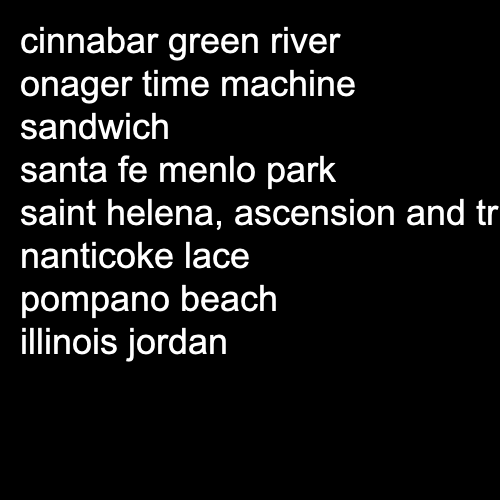 cinnabar green river
onager time machine
sandwich
santa fe menlo park
saint helena, ascension and tr
nanticoke lace
pompano beach
illinois jordan